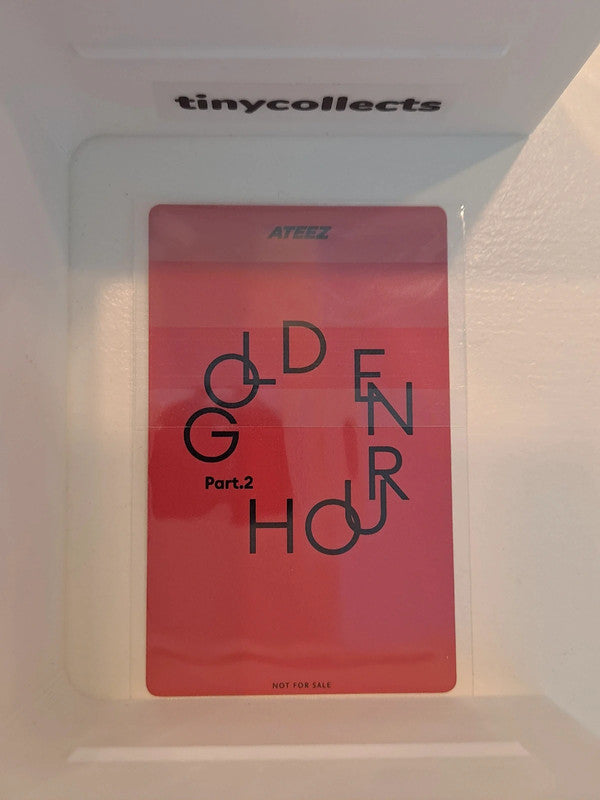 tinycollects
ATEEZ
GOLDEN
HOUR
Part.2
NOT FOR SALE